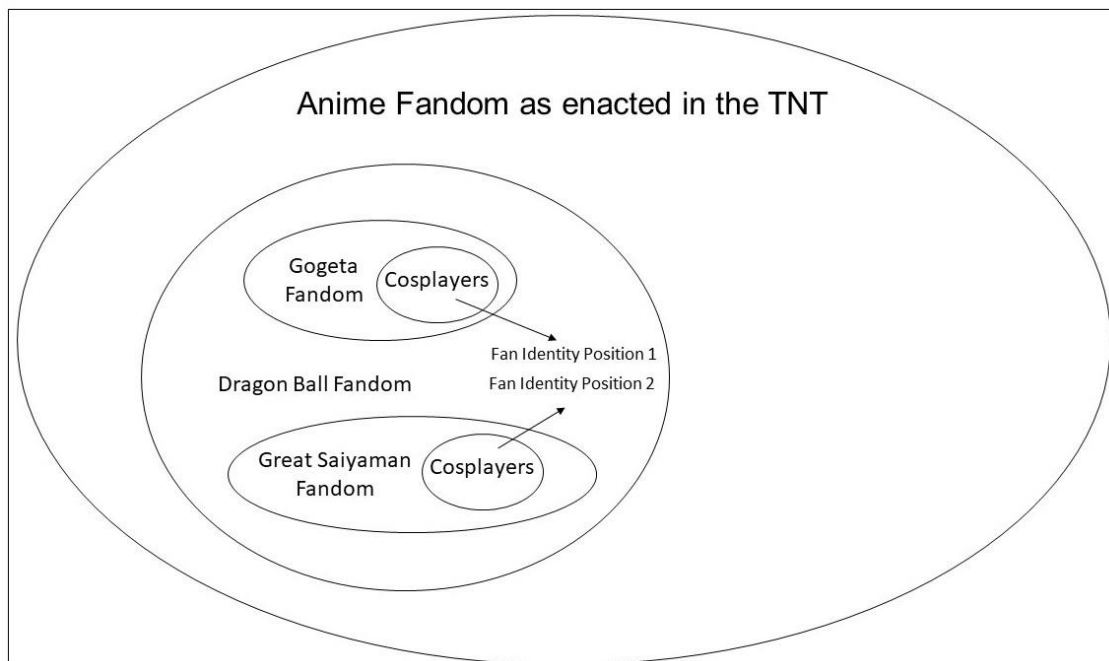 Anime Fandom as enacted in the TNT
Gogeta
Fandom
Cosplayers
Fan Identity Position 1
Fan Identity Position 2
Dragon Ball Fandom
Great Saiyaman
Fandom
Cosplayers